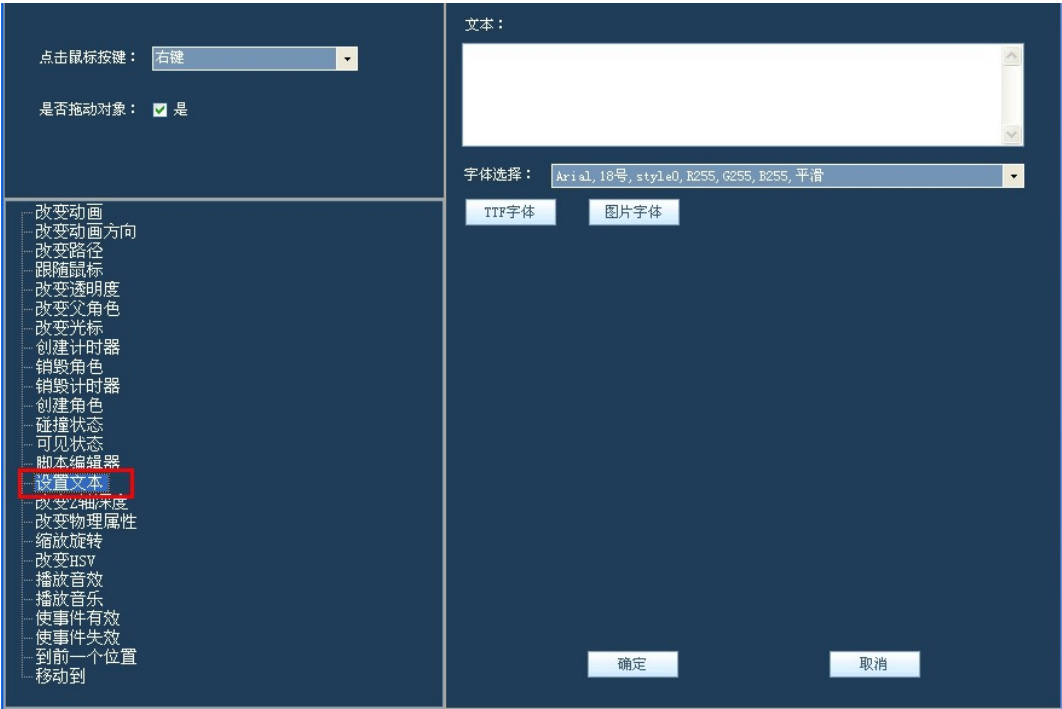 点击鼠标按键：
右键
是否拖动对象：
是
改变动画
改变动画方向
改变路径
跟随鼠标
改变透明度
改变父角色
改变光标
创建计时器
销毁角色
销毁计时器
创建角色
碰撞状态
可见状态
脚本编辑器
设置文本
改变Z轴深度
改变物理属性
缩放旋转
改变HSV
播放音效
播放音乐
使事件有效
使事件失效
到前一个位置
移动到
文本：
字体选择：
Arial,18号,style0,R255,G255,B255,平滑
TTF字体
图片字体
确定
取消